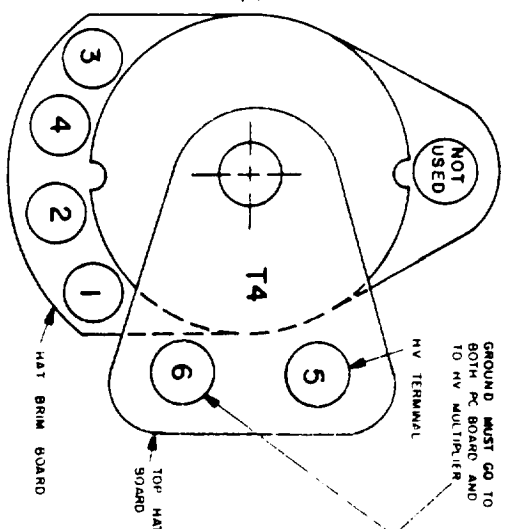 GROUND MUST GO TO
BOTH PC BOARD AND
TO HV MULTIPLIER
NOT
USED
3
4
2
1
T4
5
6
HV TERMINAL
TOP HAT
BOARD
HAT BRIM BOARD